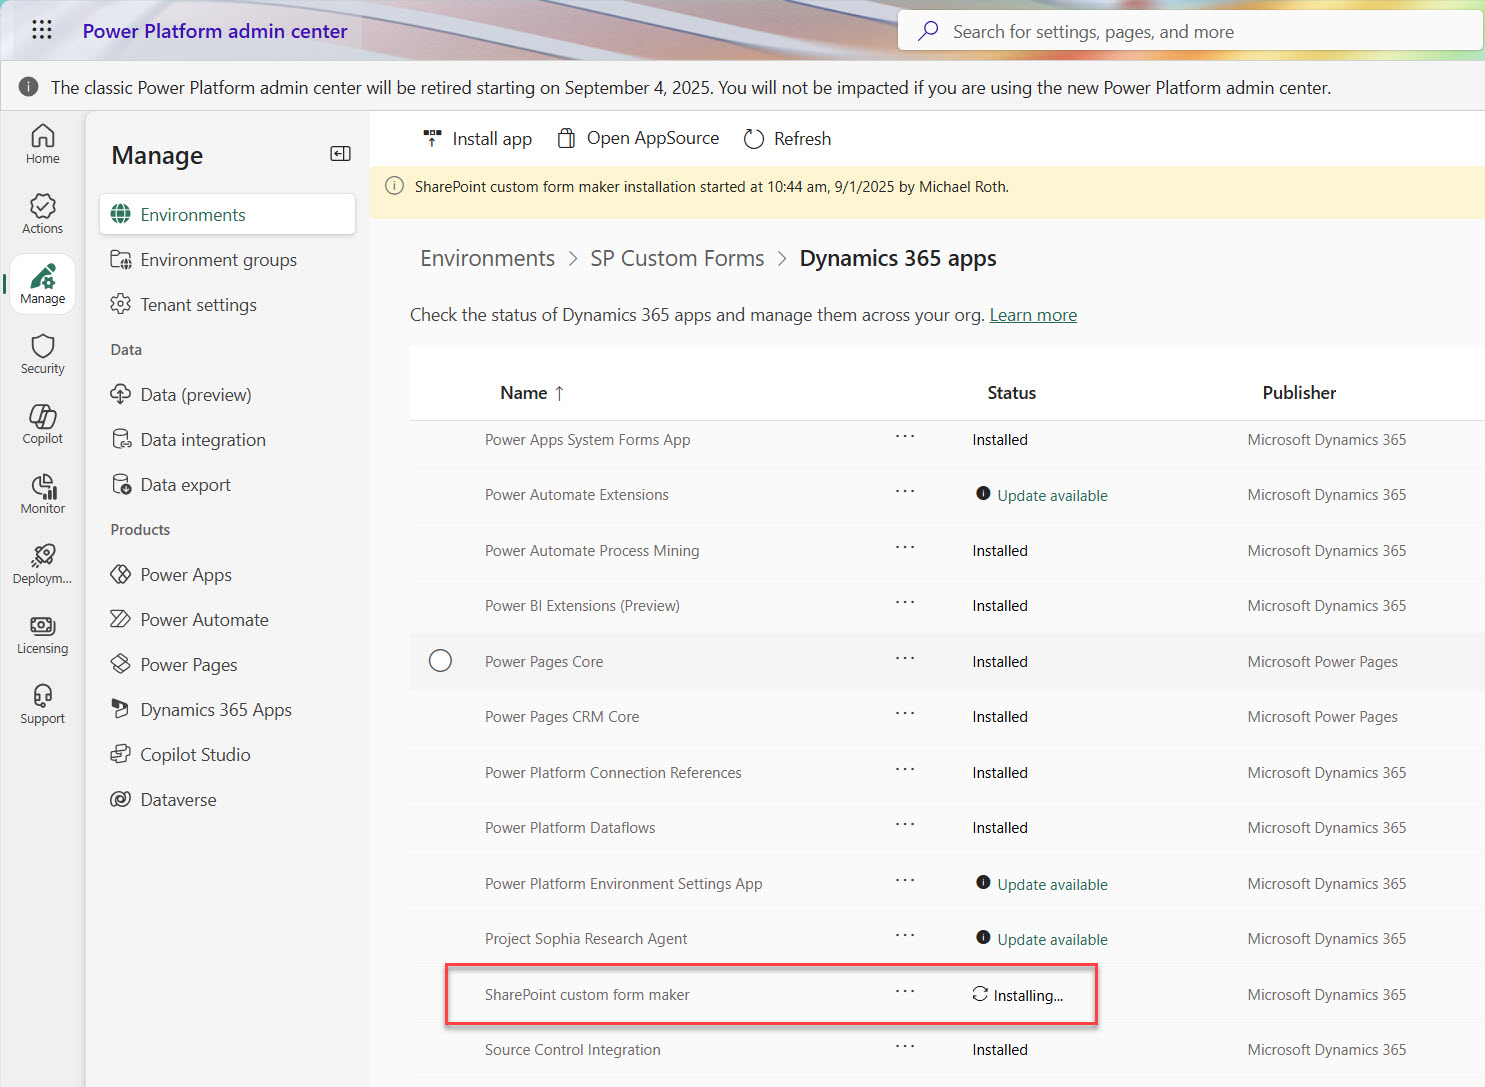 Power Platform admin center
Search for settings, pages, and more
The classic Power Platform admin center will be retired starting on September 4, 2025. You will not be impacted if you are using the new Power Platform admin center.
Home
Actions
Manage
Security
Copilot
Monitor
Deploym...
Licensing
Support
Manage
Environments
Environment groups
Tenant settings
Data
Data (preview)
Data integration
Data export
Products
Power Apps
Power Automate
Power Pages
Dynamics 365 Apps
Copilot Studio
Dataverse
Install app Open AppSource Refresh
SharePoint custom form maker installation started at 10:44 am, 9/1/2025 by Michael Roth.
Environments > SP Custom Forms > Dynamics 365 apps
Check the status of Dynamics 365 apps and manage them across your org. Learn more
Name ↑ Status Publisher
Power Apps System Forms App ... Installed Microsoft Dynamics 365
Power Automate Extensions ... Update available Microsoft Dynamics 365
Power Automate Process Mining ... Installed Microsoft Dynamics 365
Power BI Extensions (Preview) ... Installed Microsoft Dynamics 365
Power Pages Core ... Installed Microsoft Power Pages
Power Pages CRM Core ... Installed Microsoft Power Pages
Power Platform Connection References ... Installed Microsoft Dynamics 365
Power Platform Dataflows ... Installed Microsoft Dynamics 365
Power Platform Environment Settings App ... Update available Microsoft Dynamics 365
Project Sophia Research Agent ... Update available Microsoft Dynamics 365
SharePoint custom form maker ... Installing... Microsoft Dynamics 365
Source Control Integration ... Installed Microsoft Dynamics 365